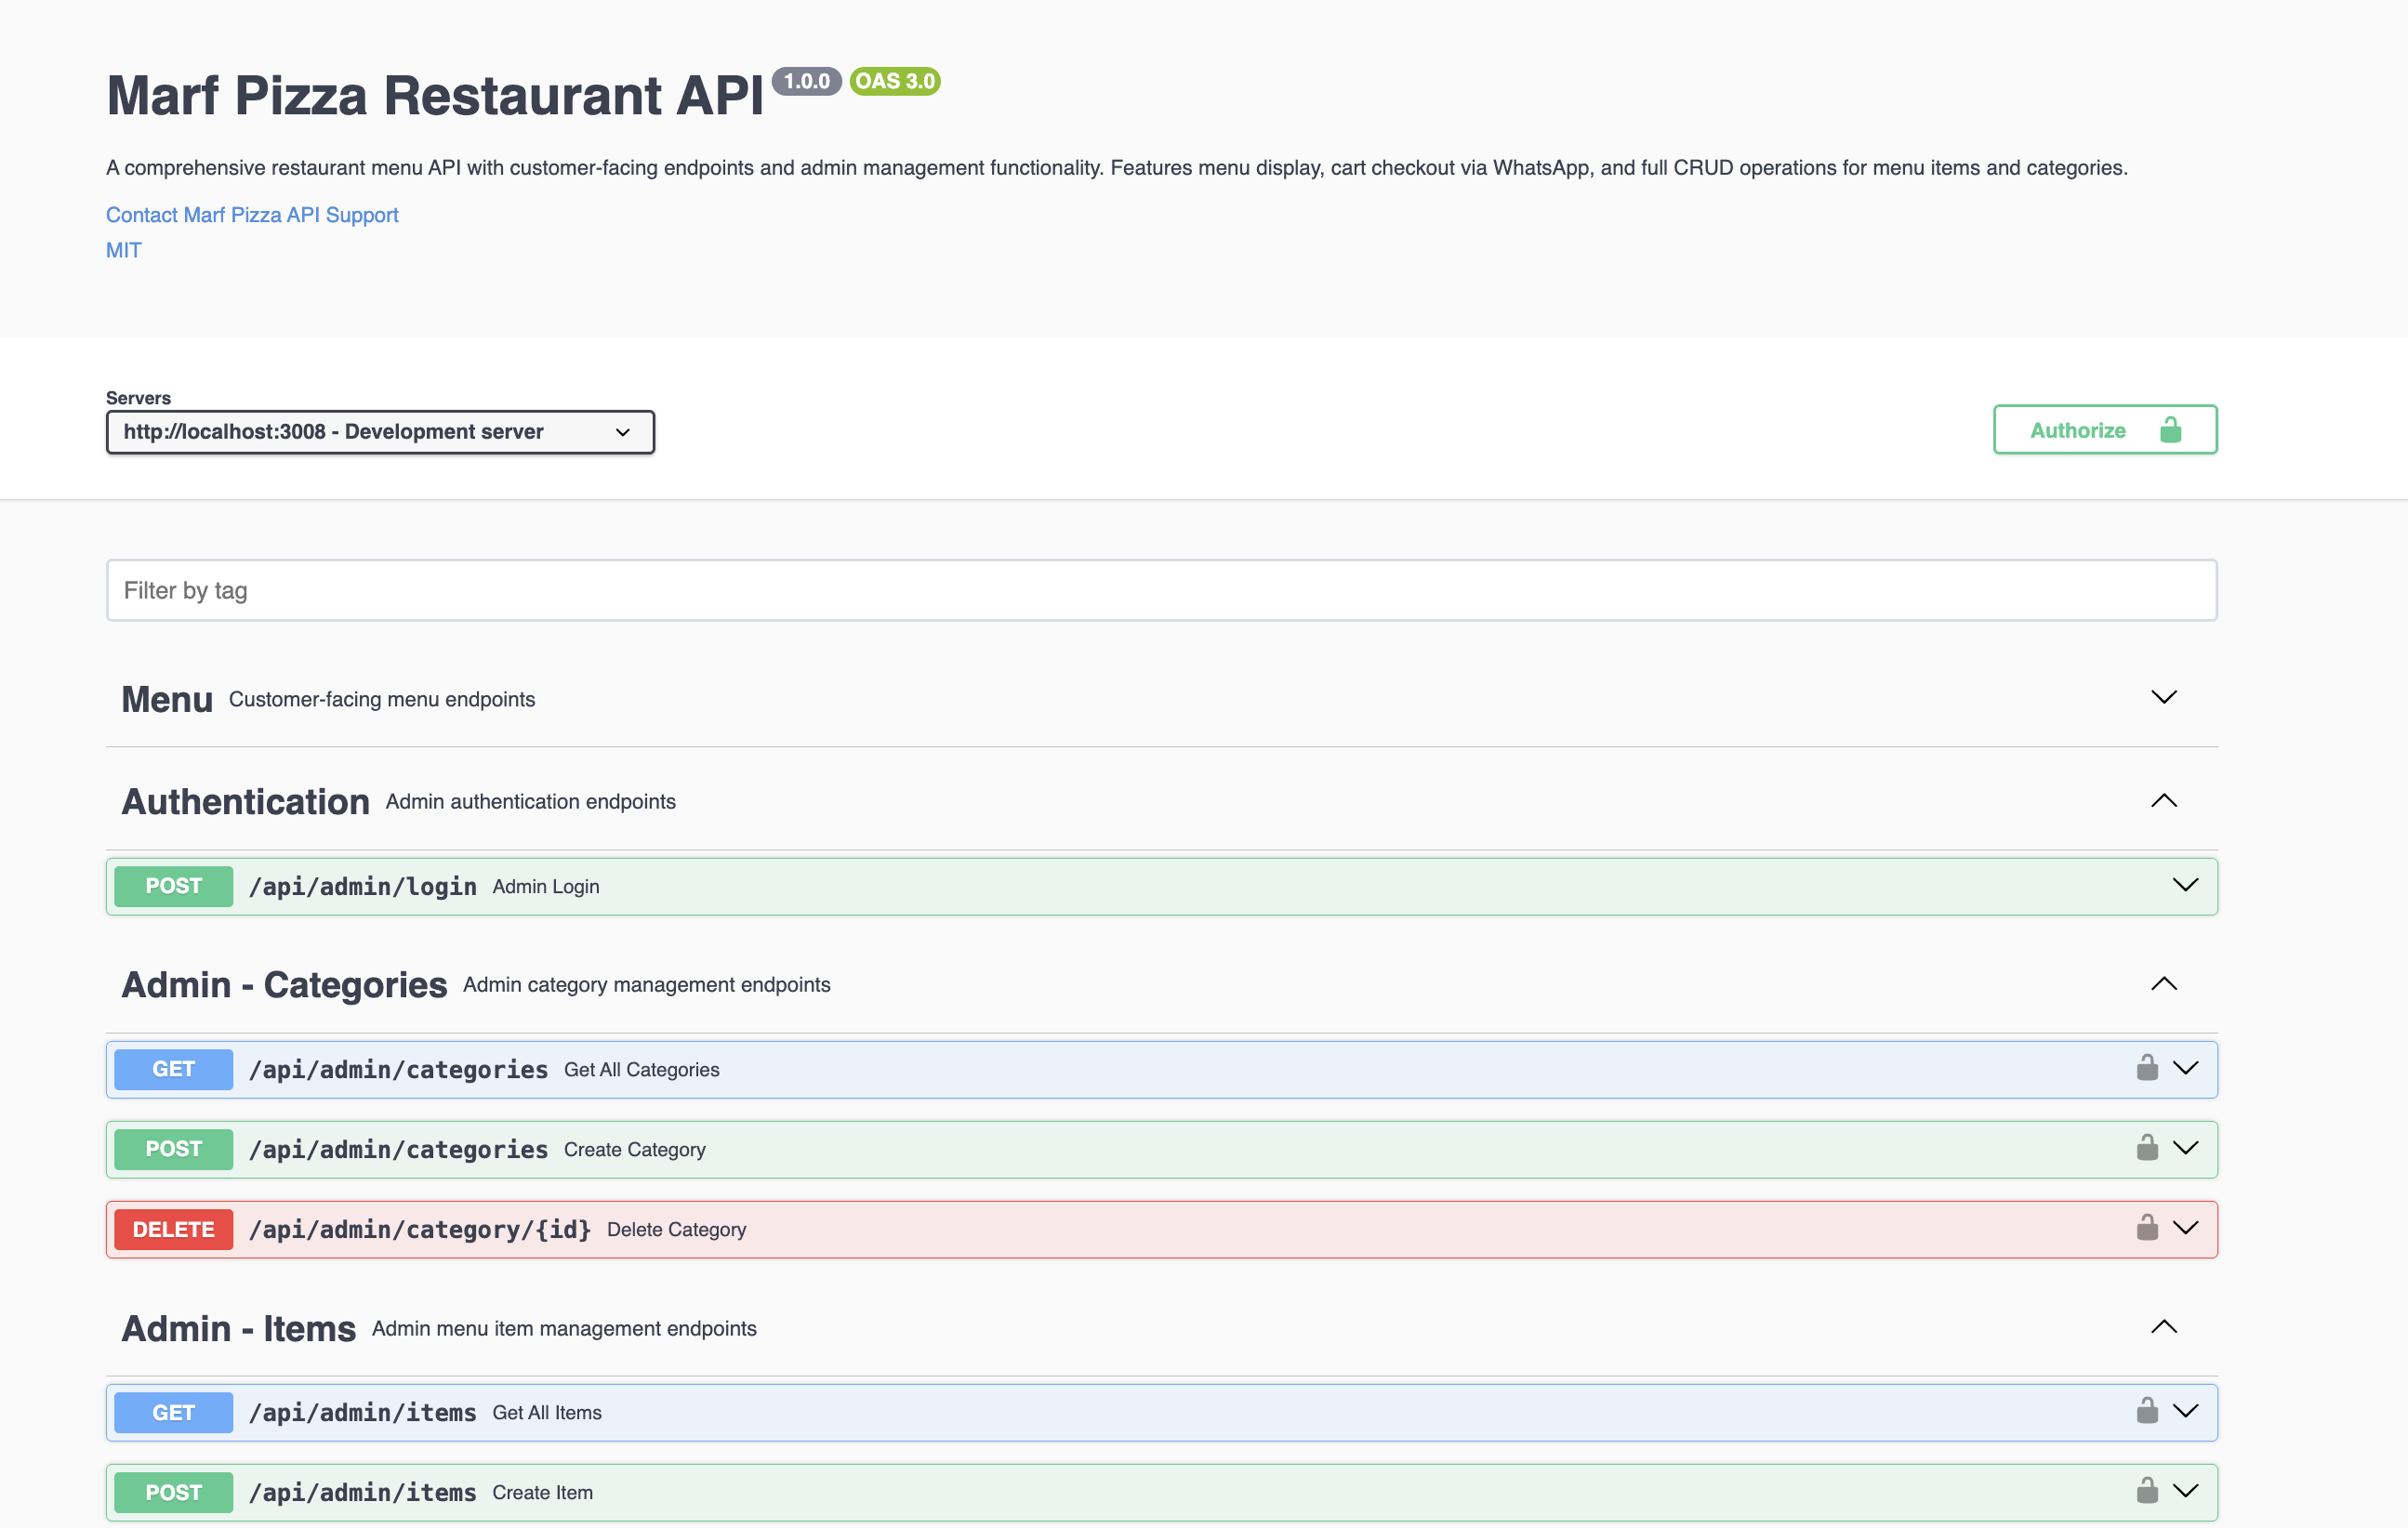 Marf Pizza Restaurant API 1.0.0 OAS 3.0
A comprehensive restaurant menu API with customer-facing endpoints and admin management functionality. Features menu display, cart checkout via WhatsApp, and full CRUD operations for menu items and categories.
Contact Marf Pizza API Support
MIT
Servers
http://localhost:3008 - Development server
Authorize
Filter by tag
Menu Customer-facing menu endpoints
Authentication Admin authentication endpoints
POST /api/admin/login Admin Login
Admin - Categories Admin category management endpoints
GET /api/admin/categories Get All Categories
POST /api/admin/categories Create Category
DELETE /api/admin/category/{id} Delete Category
Admin - Items Admin menu item management endpoints
GET /api/admin/items Get All Items
POST /api/admin/items Create Item